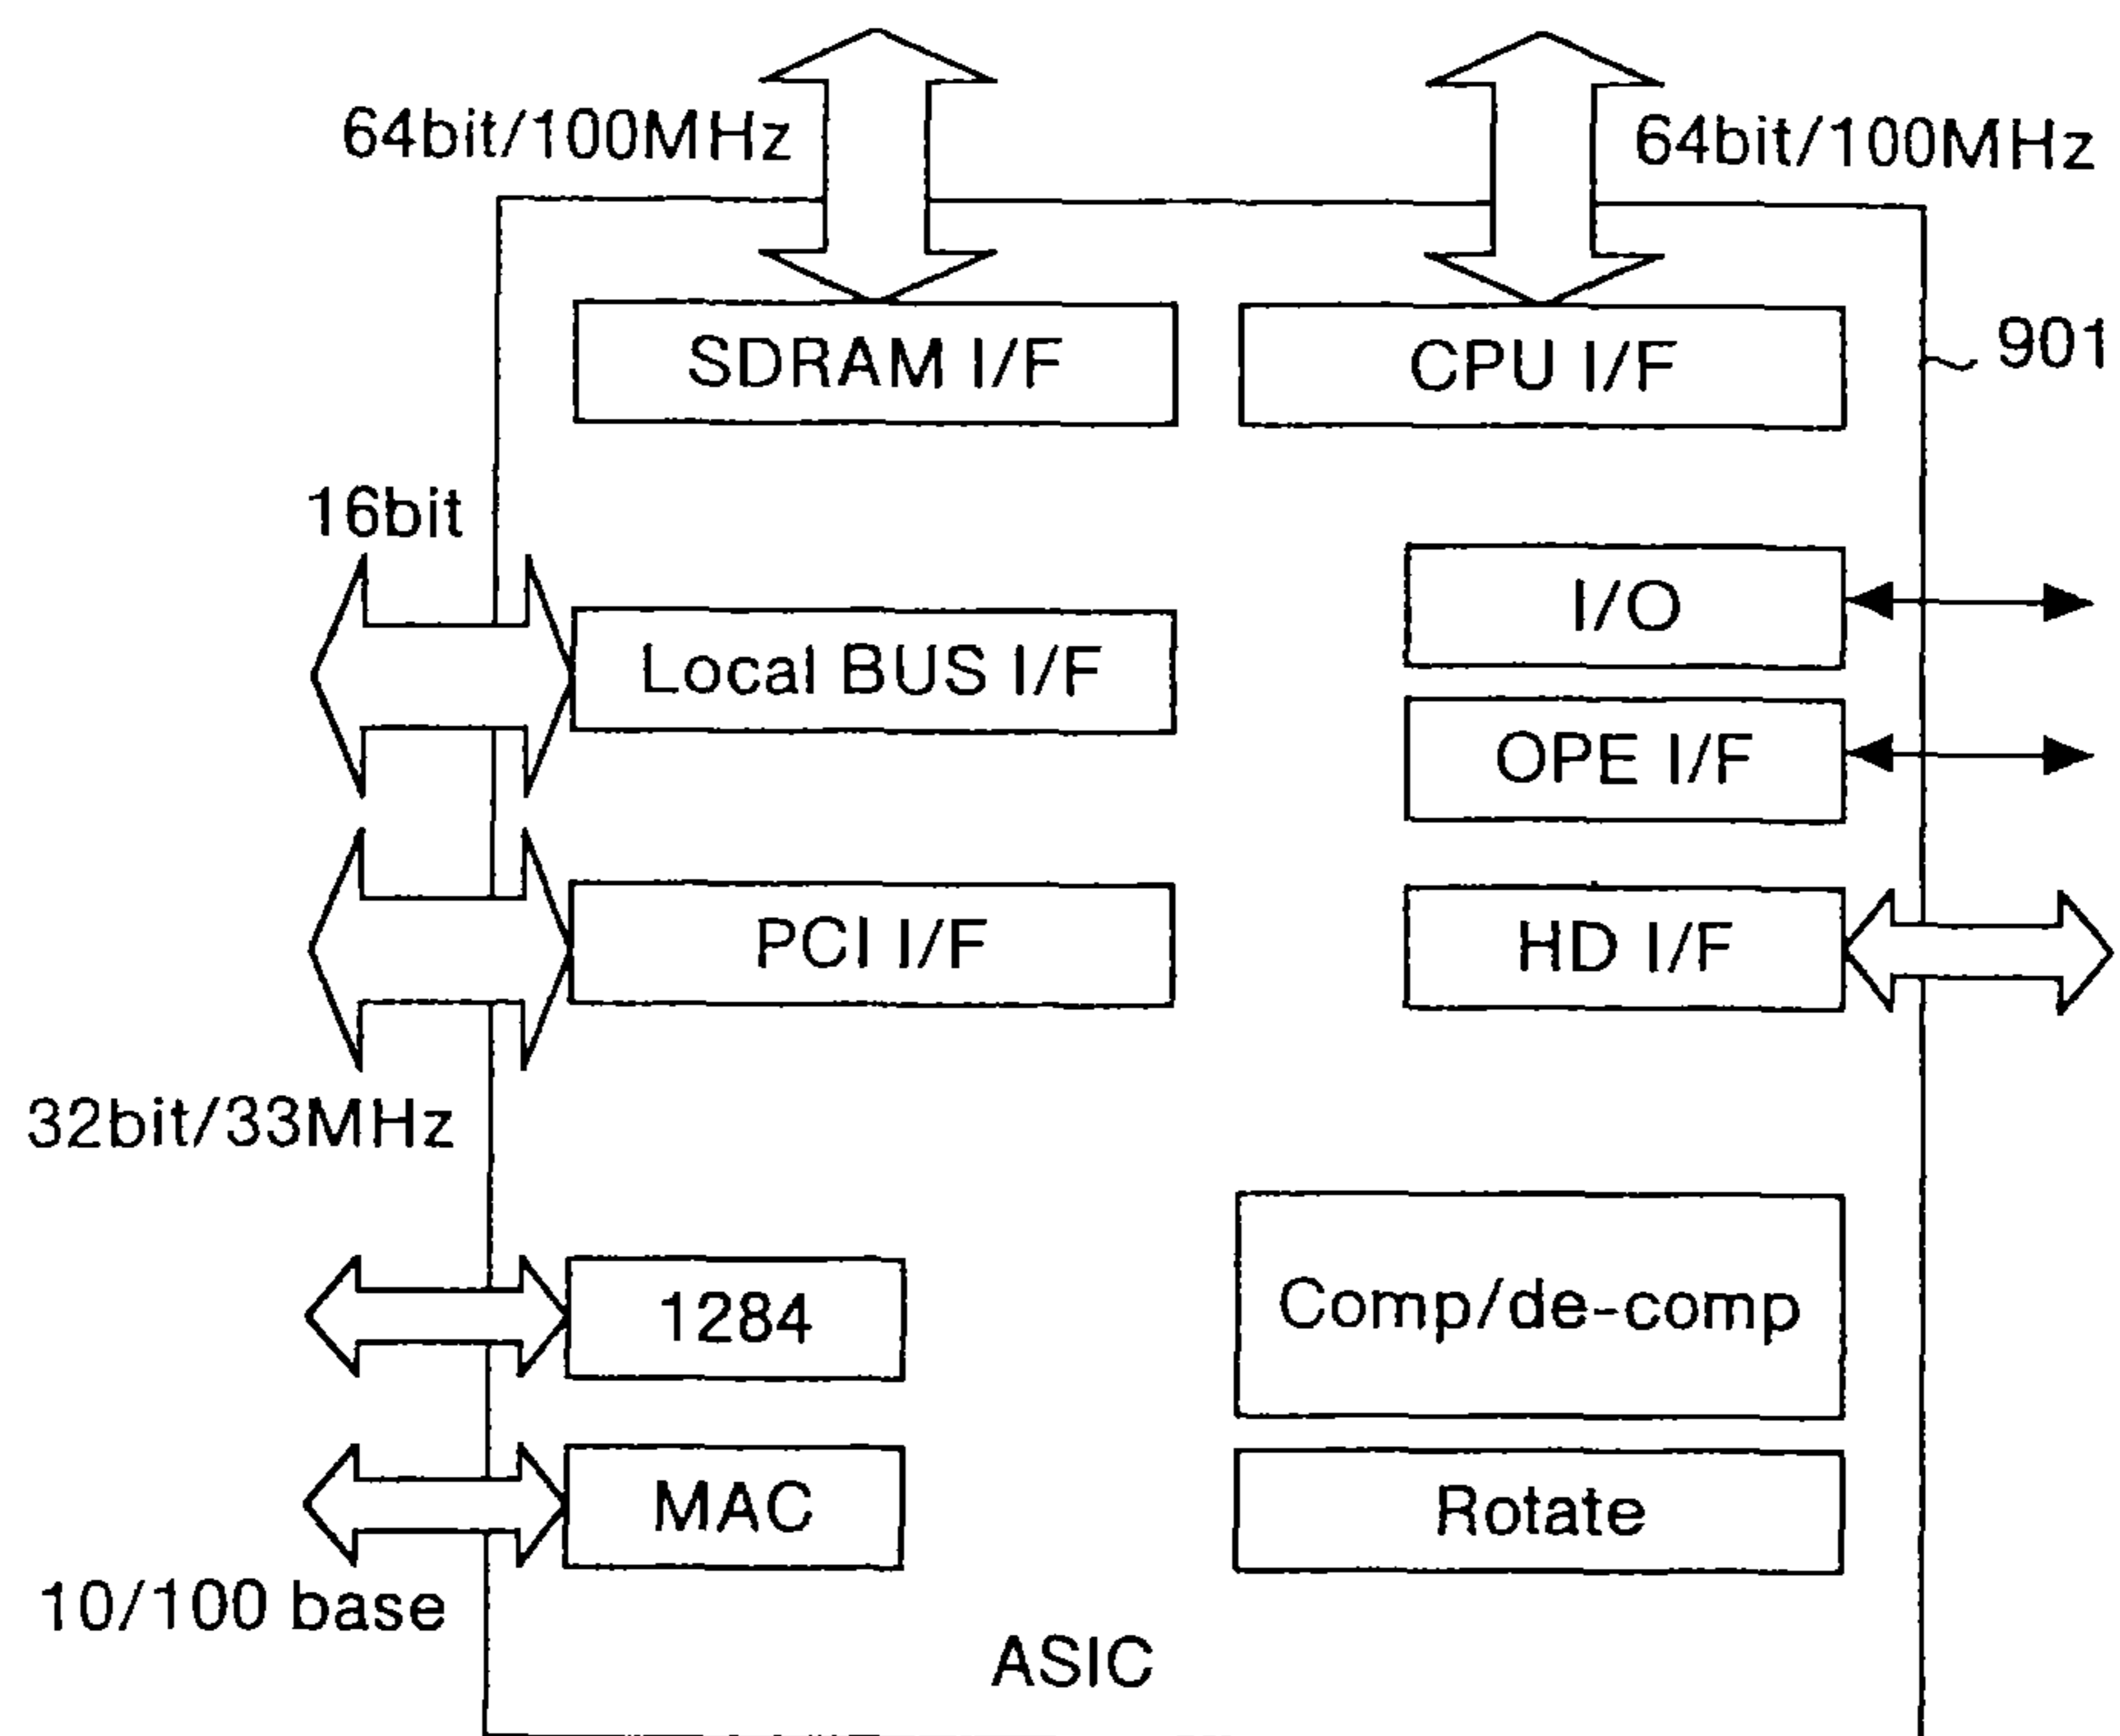 64bit/100MHz
64bit/100MHz
SDRAM I/F
CPU I/F
901
16bit
I/O
Local BUS I/F
OPE I/F
PCI I/F
HD I/F
32bit/33MHz
1284
Comp/de-comp
MAC
Rotate
10/100 base
ASIC